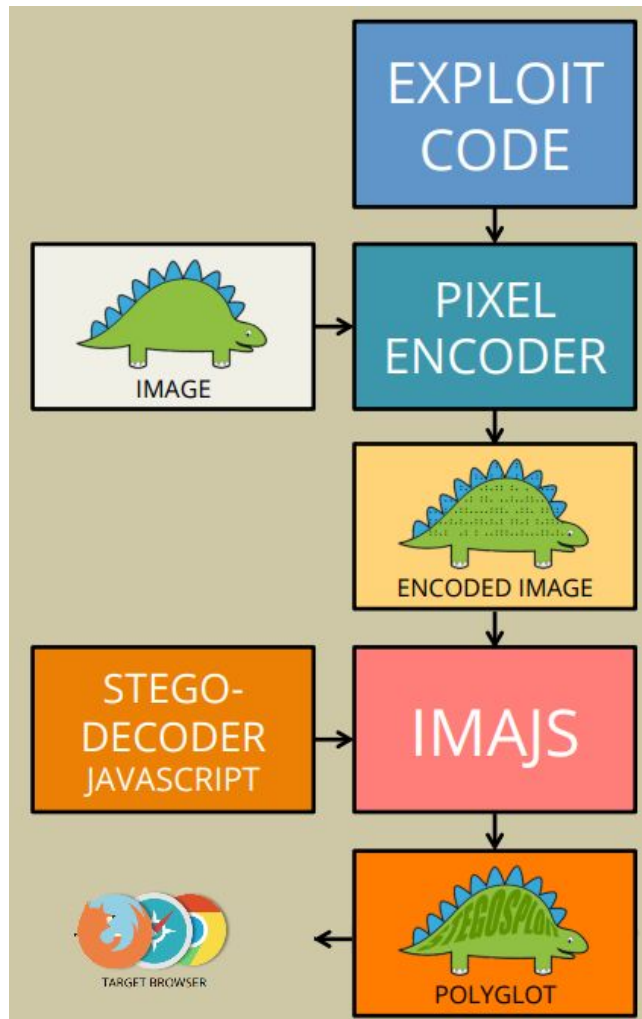 EXPLOIT
CODE
PIXEL
ENCODER
IMAGE
ENCODED IMAGE
STEGO-
DECODER
JAVASCRIPT
IMAJS
STEGOSPLOIT
POLYGLOT
TARGET BROWSER